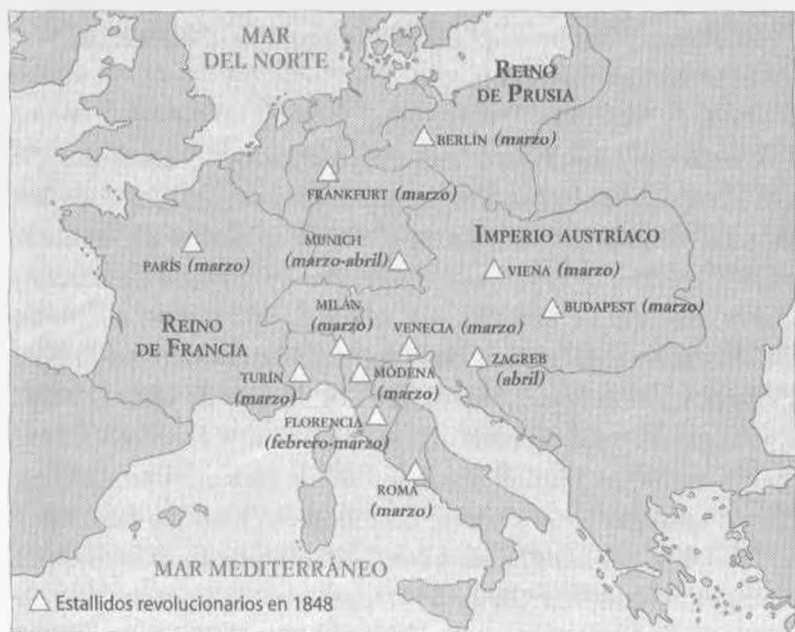 MAR
DEL NORTE
REINO
DE PRUSIA
BERLÍN (marzo)
FRANKFURT (marzo)
PARÍS (marzo)
MUNICH
(marzo-abril)
IMPERIO AUSTRÍACO
VIENA (marzo)
BUDAPEST (marzo)
REINO
DE FRANCIA
MILÁN
(marzo)
VENECIA (marzo)
ZAGREB
(abril)
TURÍN
(marzo)
MÓDENA
(marzo)
FLORENCIA
(febrero-marzo)
ROMA
(marzo)
MAR MEDITERRÁNEO
Estallidos revolucionarios en 1848